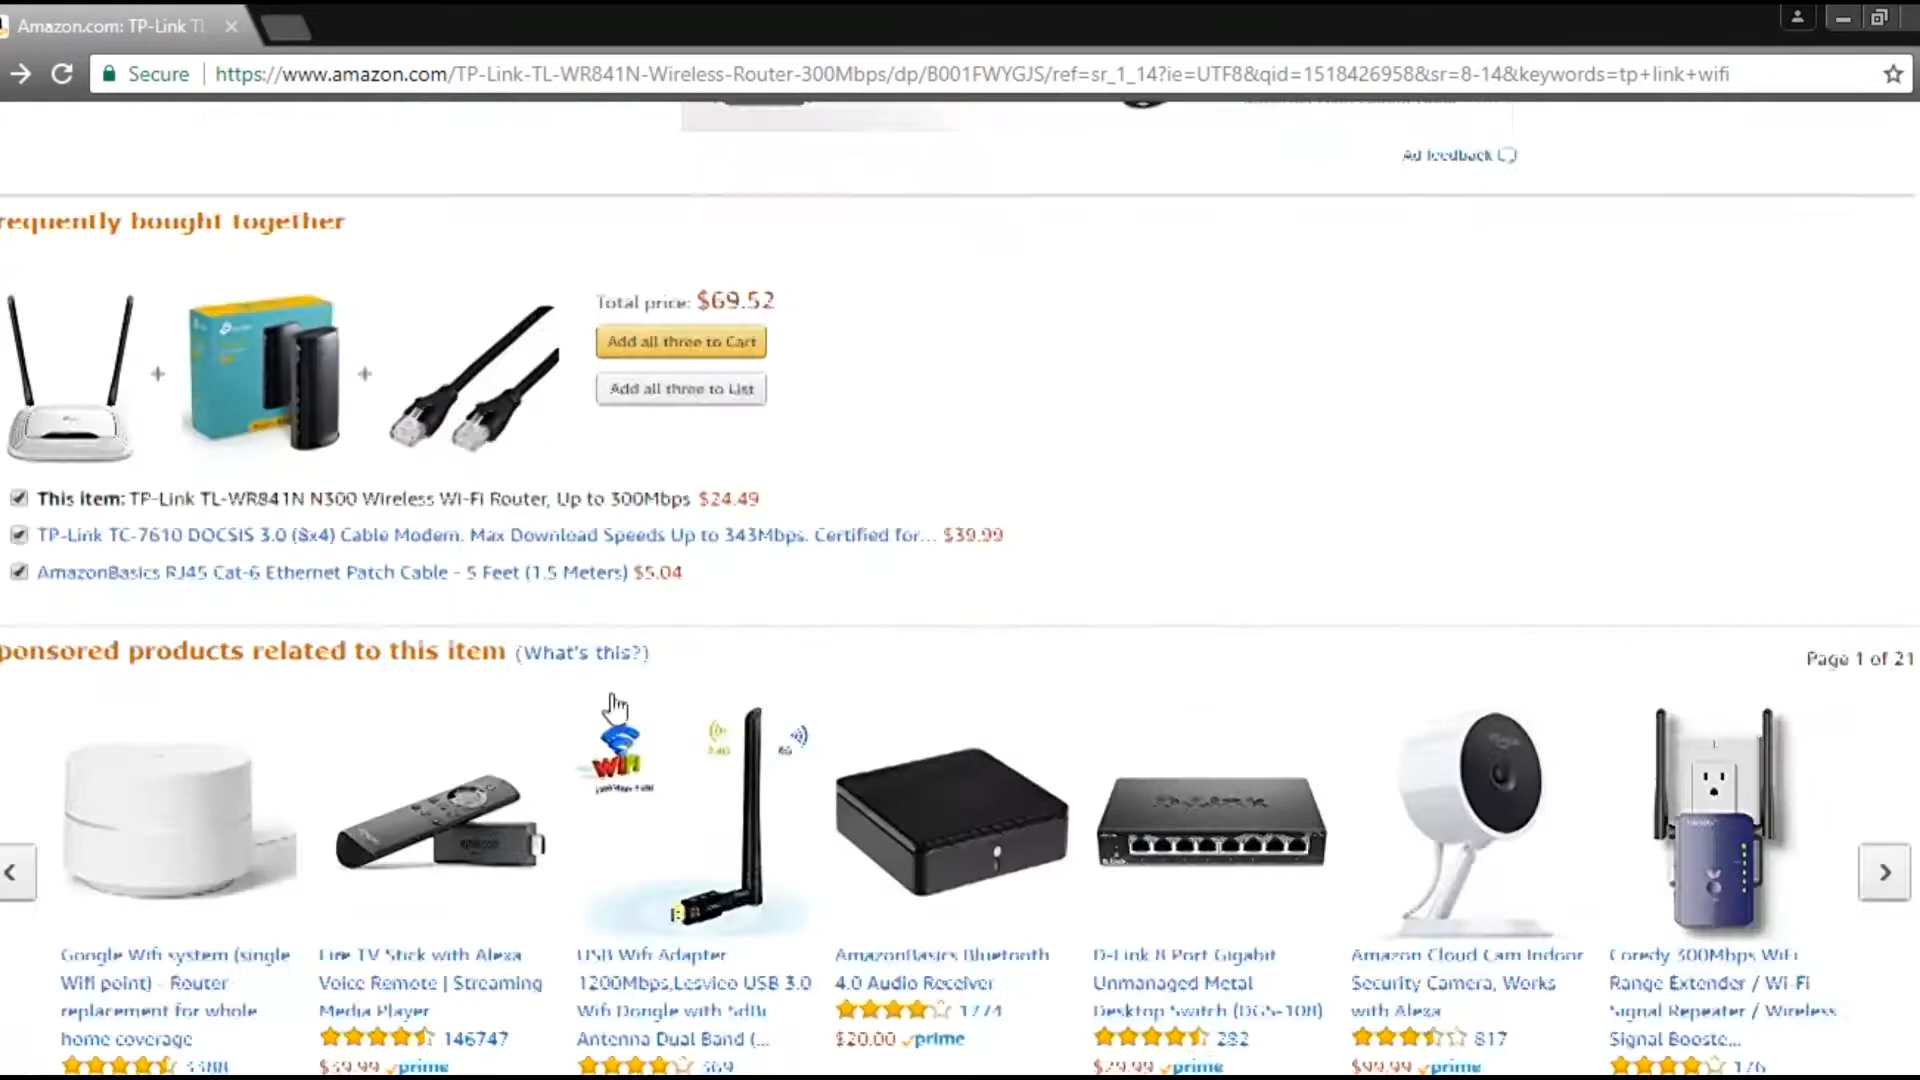 Amazon.com: TP-Link TL
Secure
https://www.amazon.com/TP-Link-TL-WR841N-Wireless-Router-300Mbps/dp/B001FWYGJS/ref=sr_1_14?ie=UTF8&qid=1518426958&sr=8-14&keywords=tp+link+wifi
Ad feedback
requently bought together
Total price: $69.52
Add all three to Cart
Add all three to List
This item: TP-Link TL-WR841N N300 Wireless Wi-Fi Router, Up to 300Mbps $24.49
TP-Link TC-7610 DOCSIS 3.0 (8x4) Cable Modem. Max Download Speeds Up to 343Mbps. Certified for... $39.99
AmazonBasics RJ45 Cat-6 Ethernet Patch Cable - 5 Feet (1.5 Meters) $5.04
ponsored products related to this item (What's this?)
Page 1 of 21
WiFi
D-Link
Google Wifi system (single
Wifi point) - Router
replacement for whole
home coverage
Fire TV Stick with Alexa
Voice Remote | Streaming
Media Player
146747
$39.99 prime
USB Wifi Adapter
1200Mbps,Lesvico USB 3.0
Wifi Dongle with 5dBi
Antenna Dual Band (...
569
AmazonBasics Bluetooth
4.0 Audio Receiver
1774
$20.00 prime
D-Link 8 Port Gigabit
Unmanaged Metal
Desktop Switch (DGS-108)
282
$29.99 prime
Amazon Cloud Cam Indoor
Security Camera, Works
with Alexa
817
$99.99 prime
Coredy 300Mbps WiFi
Range Extender / Wi-Fi
Signal Repeater / Wireless
Signal Booste...
176